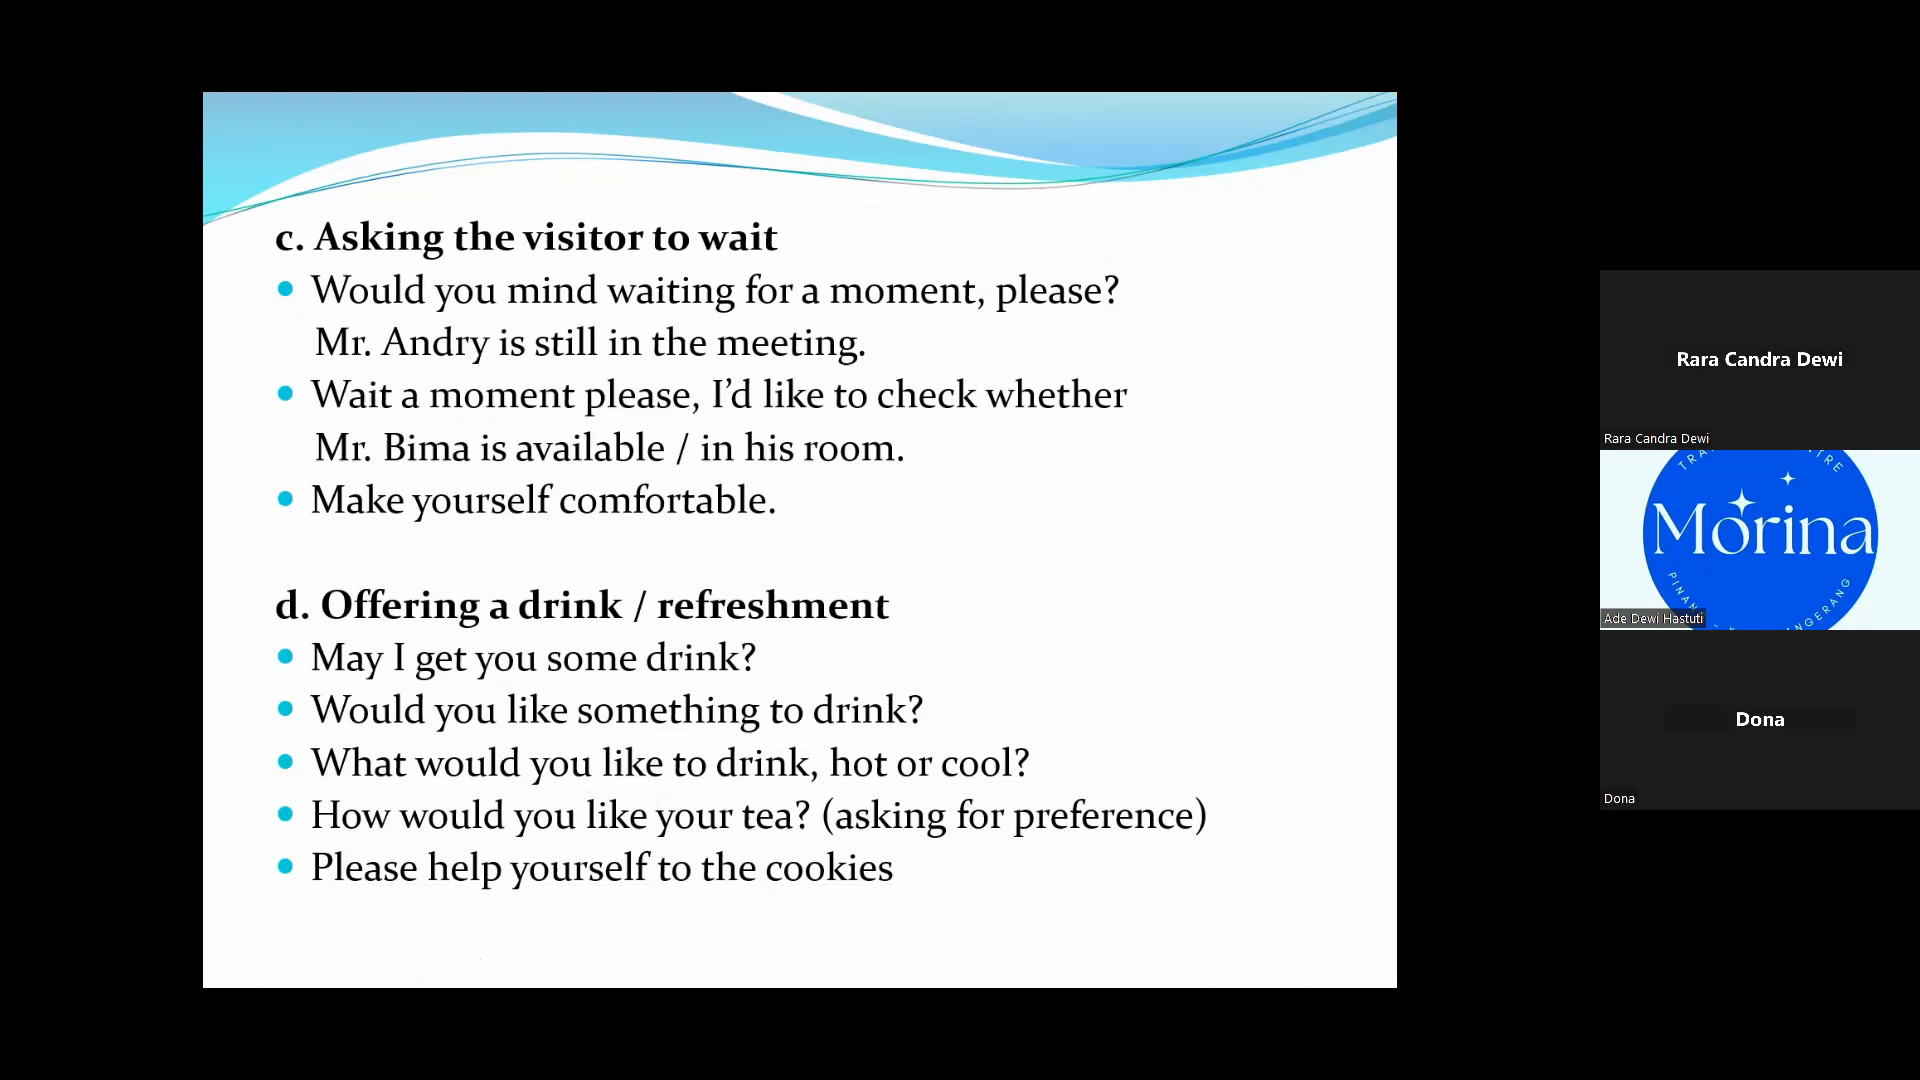 c. Asking the visitor to wait
• Would you mind waiting for a moment, please?
Mr. Andry is still in the meeting.
• Wait a moment please, I’d like to check whether
Mr. Bima is available / in his room.
• Make yourself comfortable.
d. Offering a drink / refreshment
• May I get you some drink?
• Would you like something to drink?
• What would you like to drink, hot or cool?
• How would you like your tea? (asking for preference)
• Please help yourself to the cookies
Rara Candra Dewi
Rara Candra Dewi
Morina
Ade Dewi Hastuti
Dona
Dona